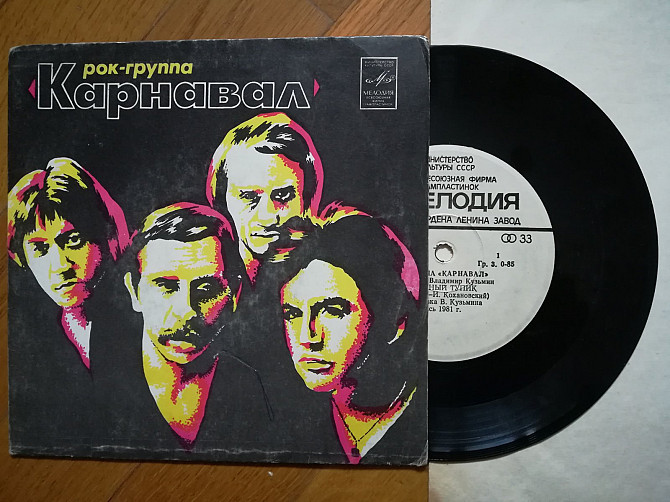 рок-группа
Карнавал
МЕЛОДИЯ
МИНИСТЕРСТВО
КУЛЬТУРЫ СССР
ВСЕСОЮЗНАЯ ФИРМА
ГРАМПЛАСТИНОК
МЕЛОДИЯ
ОРДЕНА ЛЕНИНА ЗАВОД
33
1
Гр. 3. 0-85
«КАРНАВАЛ»
Владимир Кузьмин
ТУПИК
И. Кохановский)
В. Кузьмина
1981 г.